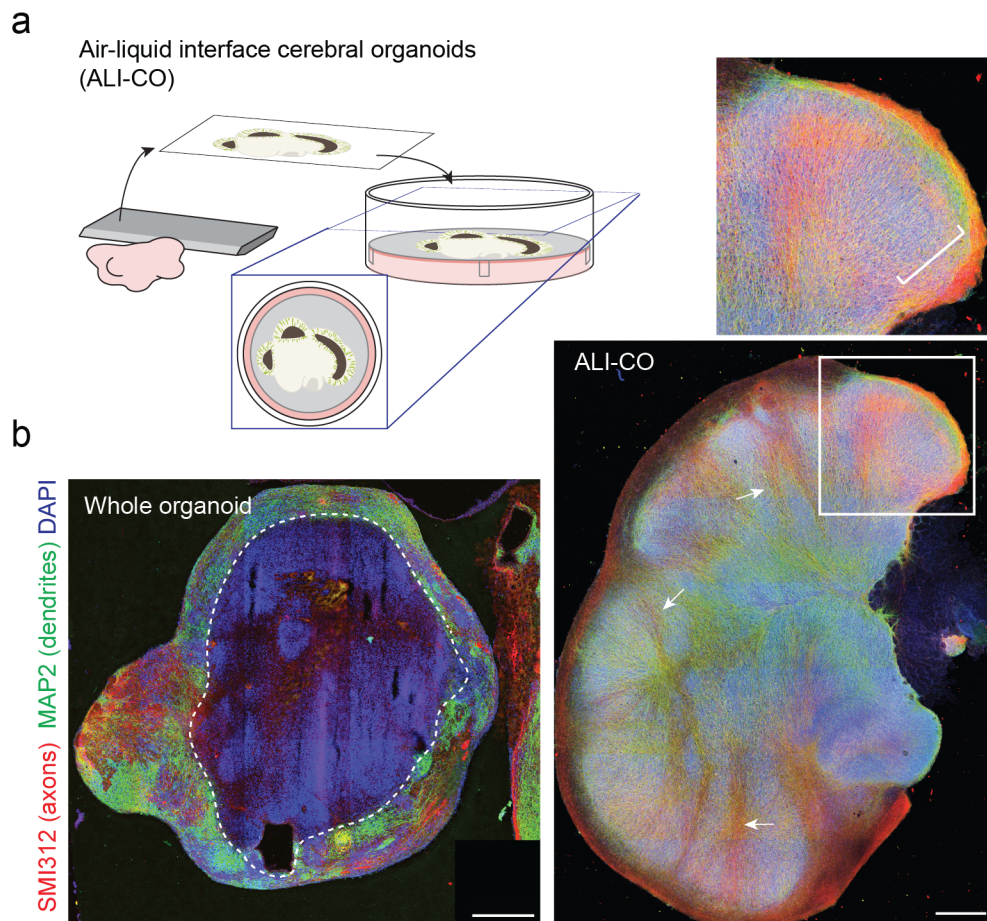 a
Air-liquid interface cerebral organoids
(ALI-CO)
ALI-CO
b
Whole organoid
SMI312 (axons) MAP2 (dendrites) DAPI